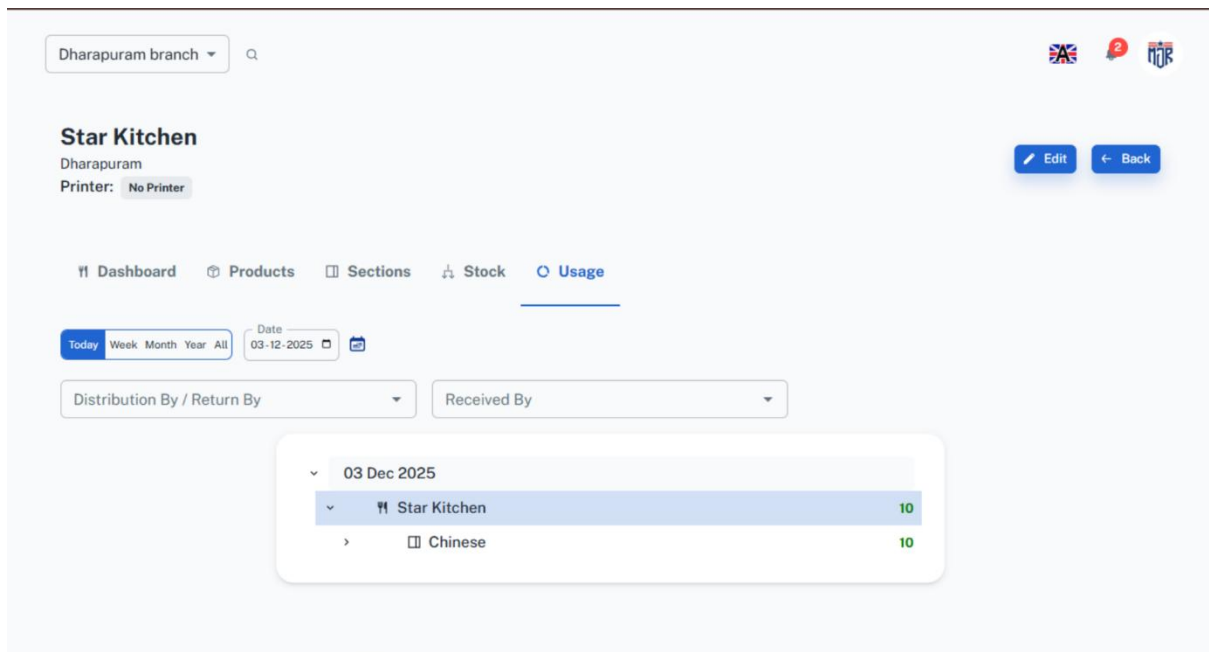 Dharapuram branch
A
2
MJR
Star Kitchen
Dharapuram
Printer: No Printer
Edit
Back
Dashboard Products Sections Stock Usage
Today Week Month Year All
Date
03-12-2025
Distribution By / Return By
Received By
03 Dec 2025
Star Kitchen 10
Chinese 10